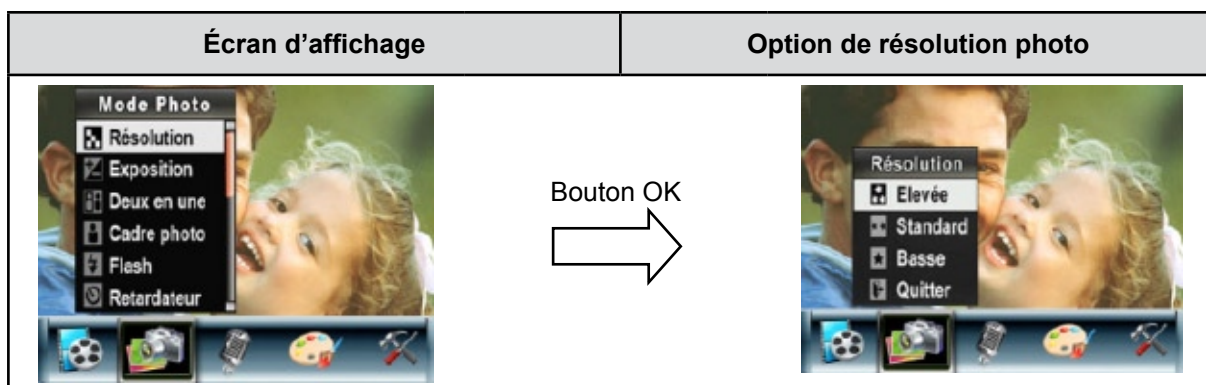 Écran d’affichage
Option de résolution photo
Mode Photo
Résolution
Exposition
Deux en une
Cadre photo
Flash
Retardateur
Bouton OK
Résolution
Elevée
Standard
Basse
Quitter